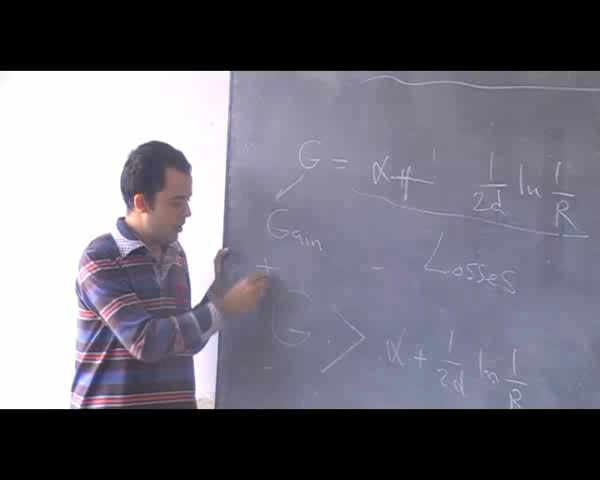 G = α + 1/2d ln 1/R
Gain - Losses
+
G > α + 1/2d ln 1/R